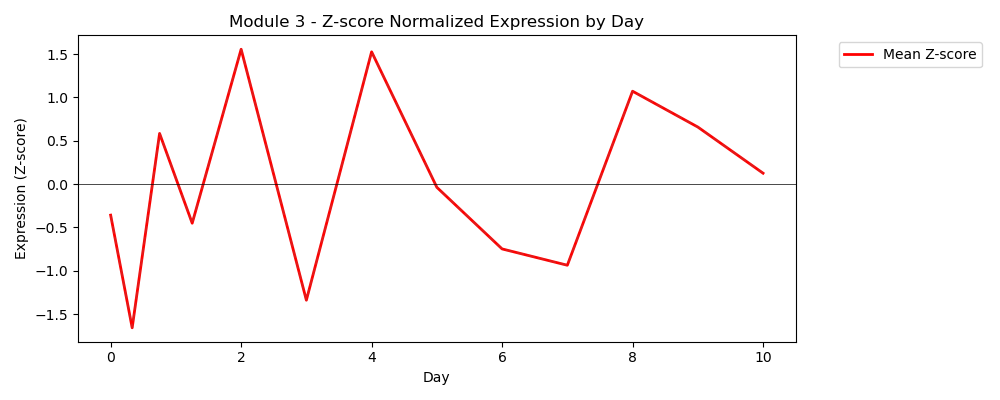 Module 3 - Z-score Normalized Expression by Day
Mean Z-score
Expression (Z-score)
1.5
1.0
0.5
0.0
−0.5
−1.0
−1.5
0 2 4 6 8 10
Day